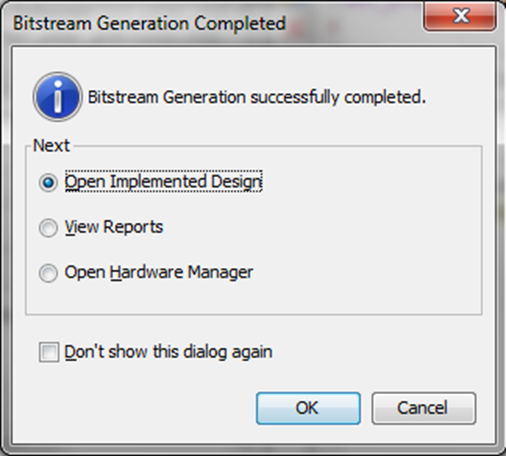 Bitstream Generation Completed
Bitstream Generation successfully completed.
Next
Open Implemented Design
View Reports
Open Hardware Manager
Don't show this dialog again
OK
Cancel